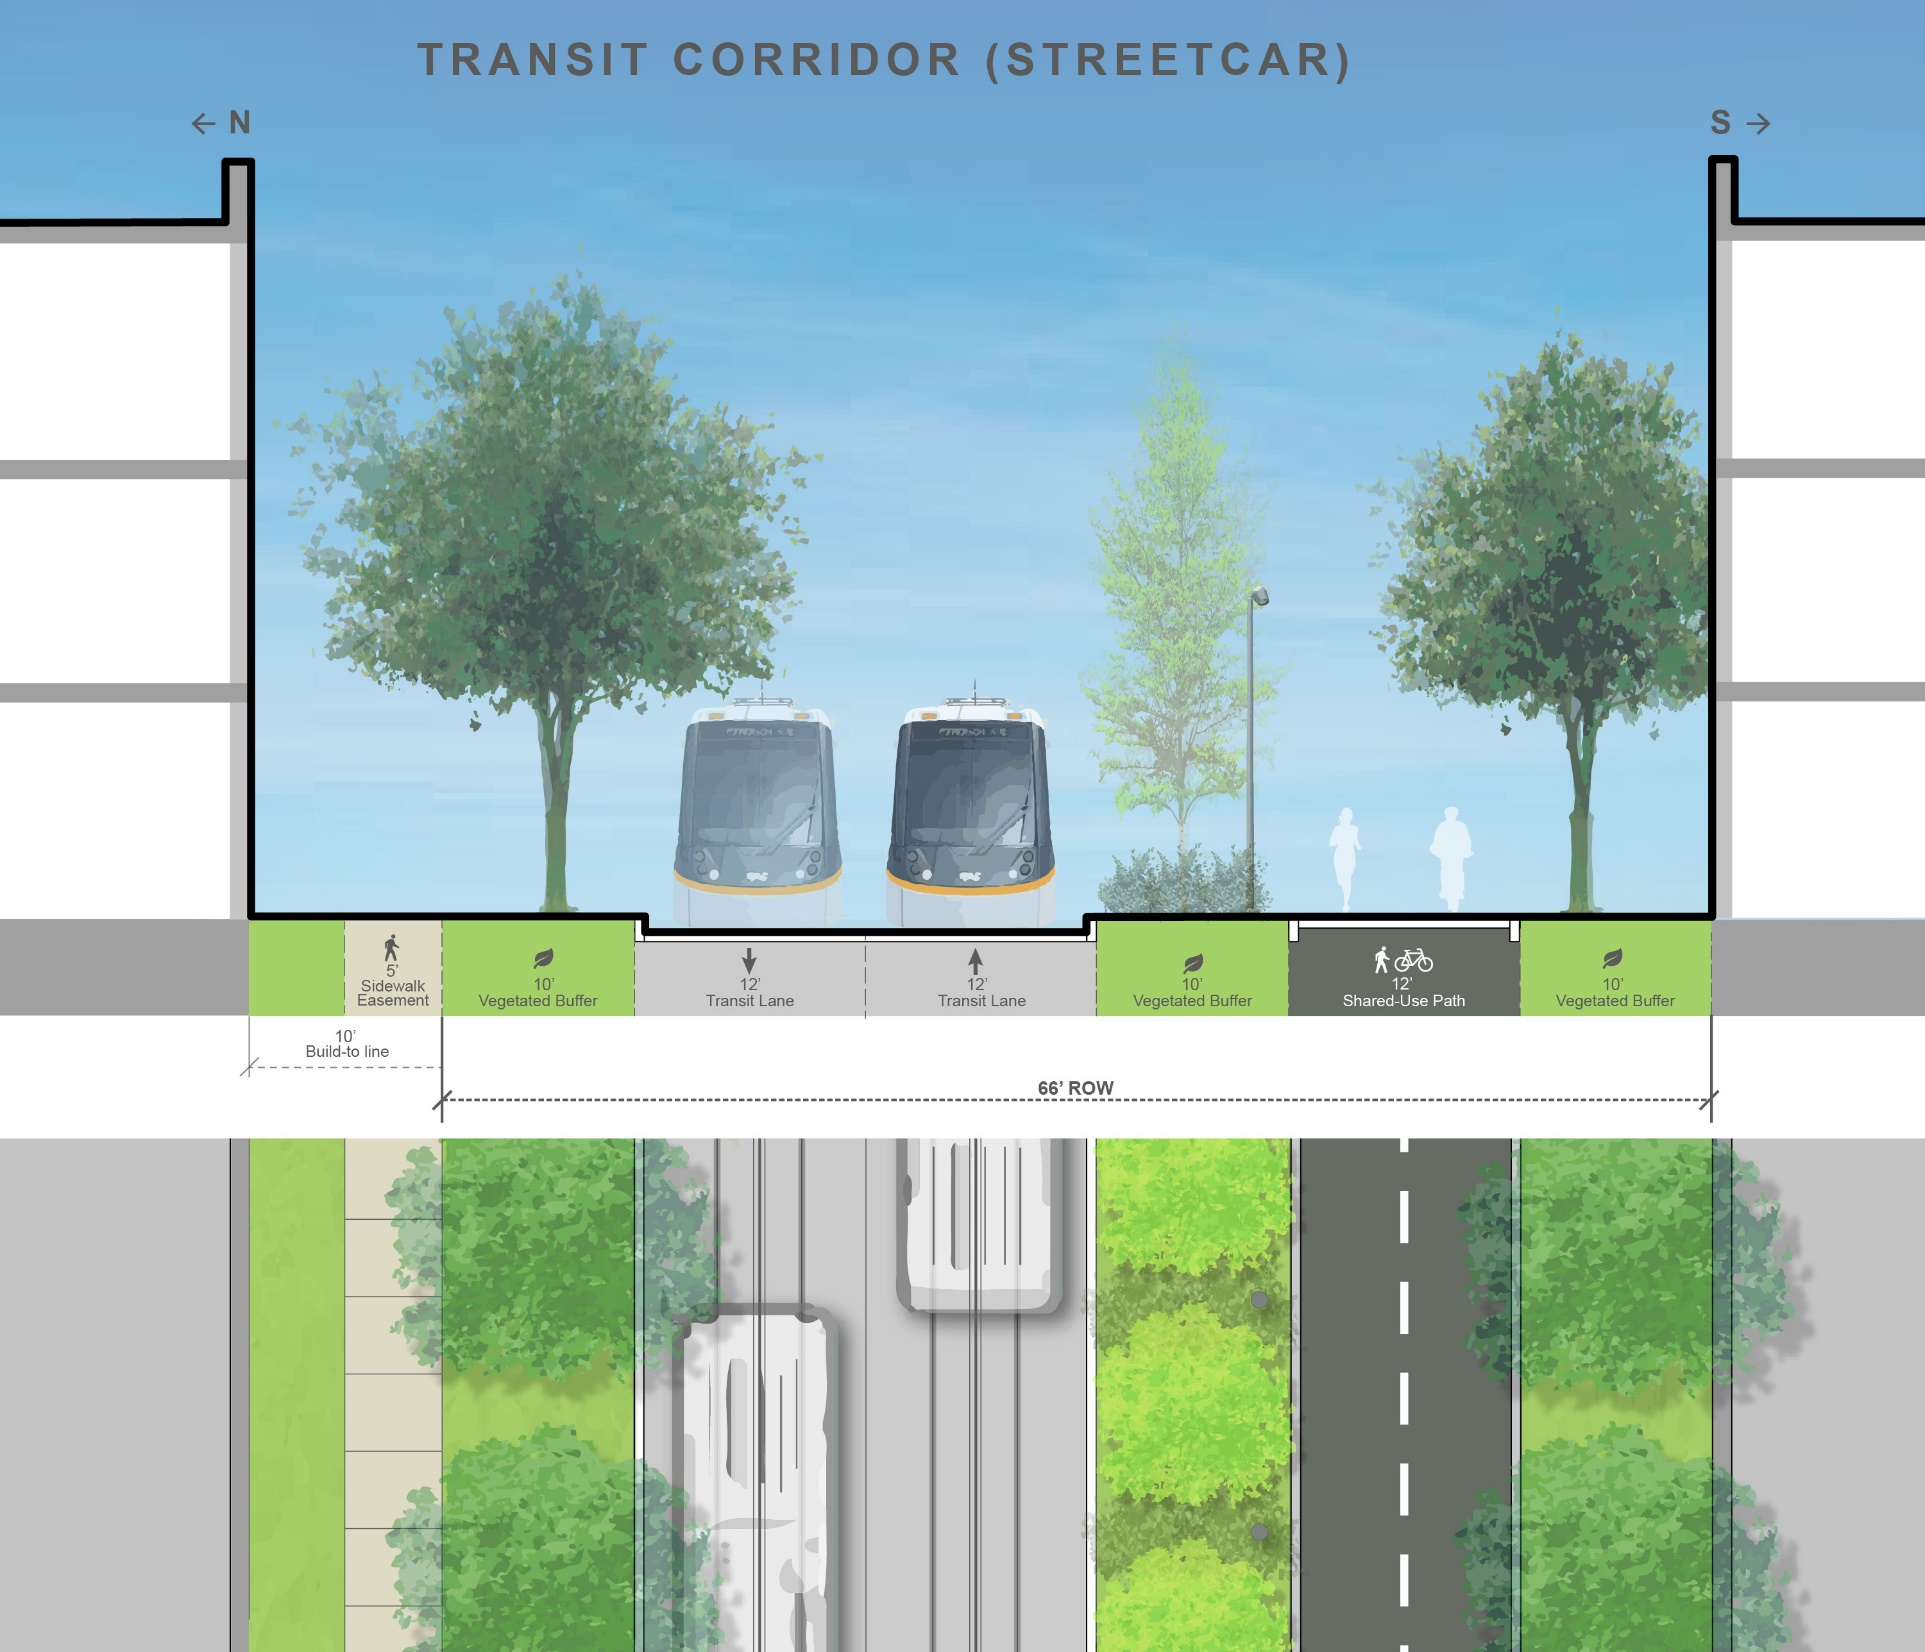 TRANSIT CORRIDOR (STREETCAR)
← N
S →
5’
Sidewalk
Easement
10’
Vegetated Buffer
12’
Transit Lane
12’
Transit Lane
10’
Vegetated Buffer
12’
Shared-Use Path
10’
Vegetated Buffer
10’
Build-to line
66’ ROW